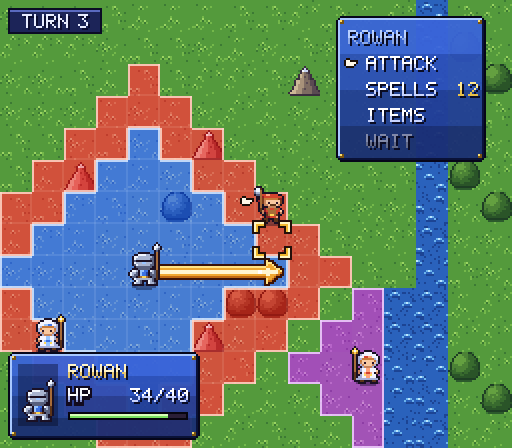 TURN 3
ROWAN
ATTACK
SPELLS 12
ITEMS
WAIT
ROWAN
HP 34/40